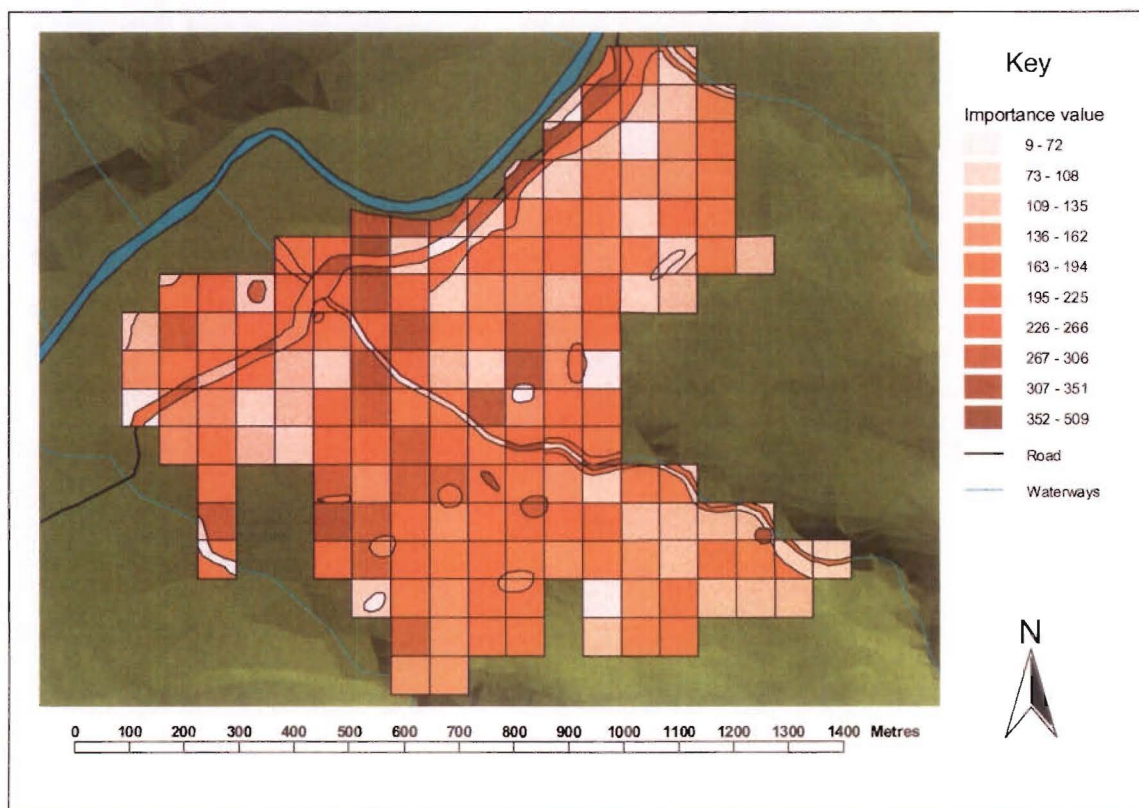 Key
Importance value
9 - 72
73 - 108
109 - 135
136 - 162
163 - 194
195 - 225
226 - 266
267 - 306
307 - 351
352 - 509
Road
Waterways
N
0 100 200 300 400 500 600 700 800 900 1000 1100 1200 1300 1400 Metres